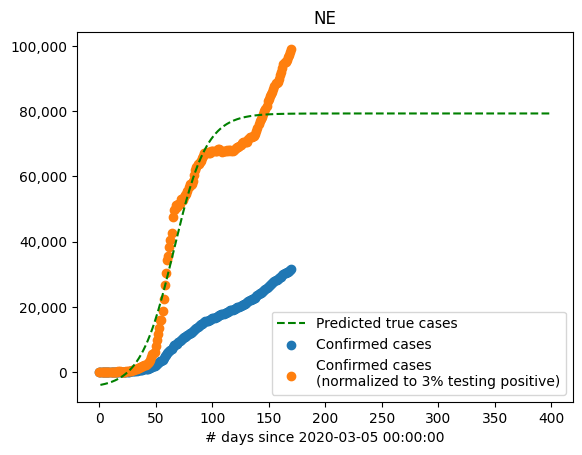 NE
100,000
80,000
60,000
40,000
20,000
0
Predicted true cases
Confirmed cases
Confirmed cases
(normalized to 3% testing positive)
0 50 100 150 200 250 300 350 400
# days since 2020-03-05 00:00:00